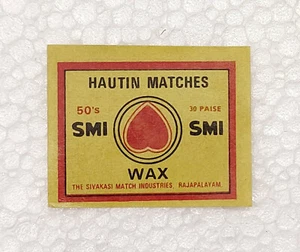 HAUTIN MATCHES
50's 30 PAISE
SMI SMI
WAX
THE SIVAKASI MATCH INDUSTRIES, RAJAPALAYAM.